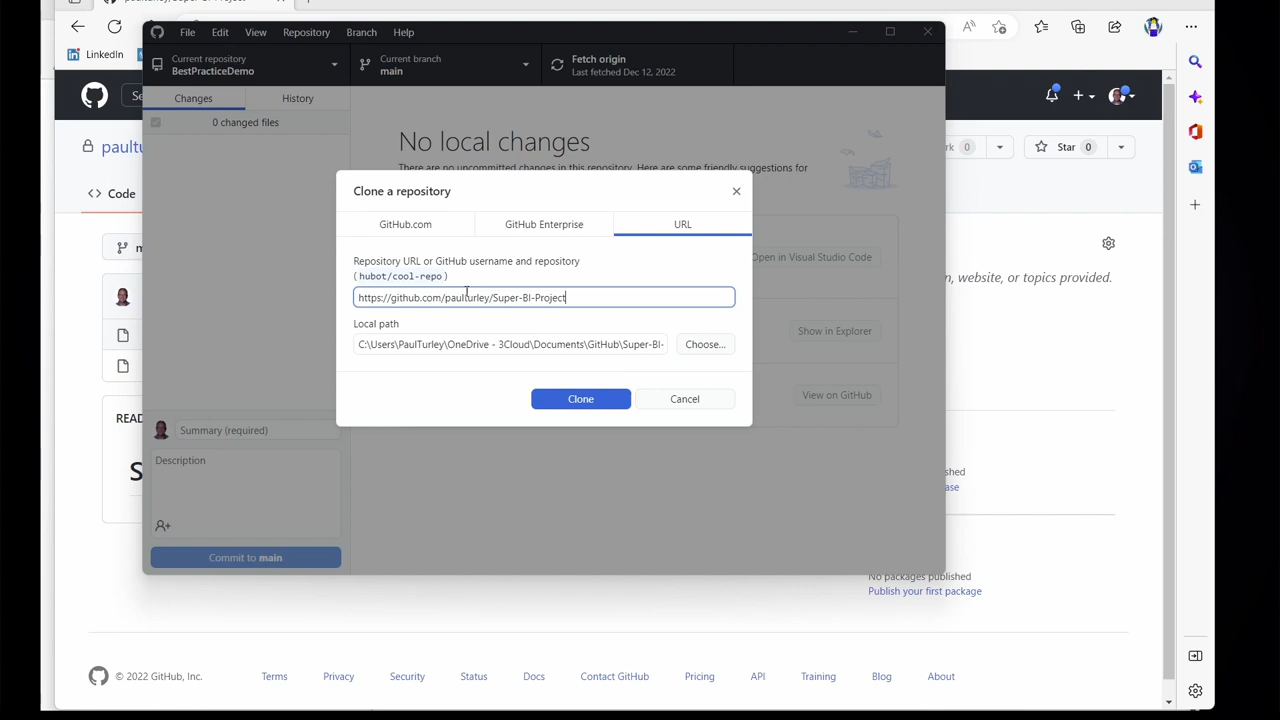 File Edit View Repository Branch Help
LinkedIn
Current repository
BestPracticeDemo
Current branch
main
Fetch origin
Last fetched Dec 12, 2022
Changes History
0 changed files
No local changes
There are no uncommitted changes in this repository. Here are some friendly suggestions for
0
Star 0
Code
Clone a repository
GitHub.com GitHub Enterprise URL
Repository URL or GitHub username and repository
(hubot/cool-repo)
https://github.com/paulturley/Super-BI-Project
Local path
C:\Users\PaulTurley\OneDrive - 3Cloud\Documents\GitHub\Super-BI-
Choose...
Clone Cancel
Open in Visual Studio Code
Show in Explorer
View on GitHub
n, website, or topics provided.
READ
Summary (required)
Description
Commit to main
No packages published
Publish your first package
© 2022 GitHub, Inc. Terms Privacy Security Status Docs Contact GitHub Pricing API Training Blog About